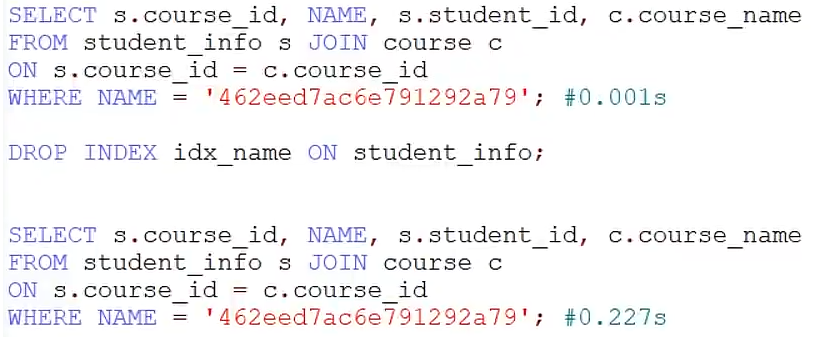 SELECT s.course_id, NAME, s.student_id, c.course_name
FROM student_info s JOIN course c
ON s.course_id = c.course_id
WHERE NAME = '462eed7ac6e791292a79'; #0.001s
DROP INDEX idx_name ON student_info;
SELECT s.course_id, NAME, s.student_id, c.course_name
FROM student_info s JOIN course c
ON s.course_id = c.course_id
WHERE NAME = '462eed7ac6e791292a79'; #0.227s